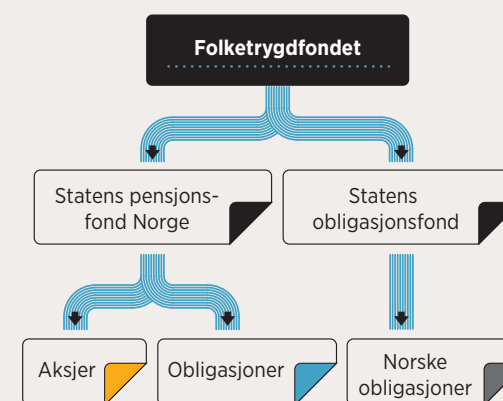 Folketrygdfondet
Statens pensjons-
fond Norge
Statens
obligasjonsfond
Aksjer
Obligasjoner
Norske
obligasjoner